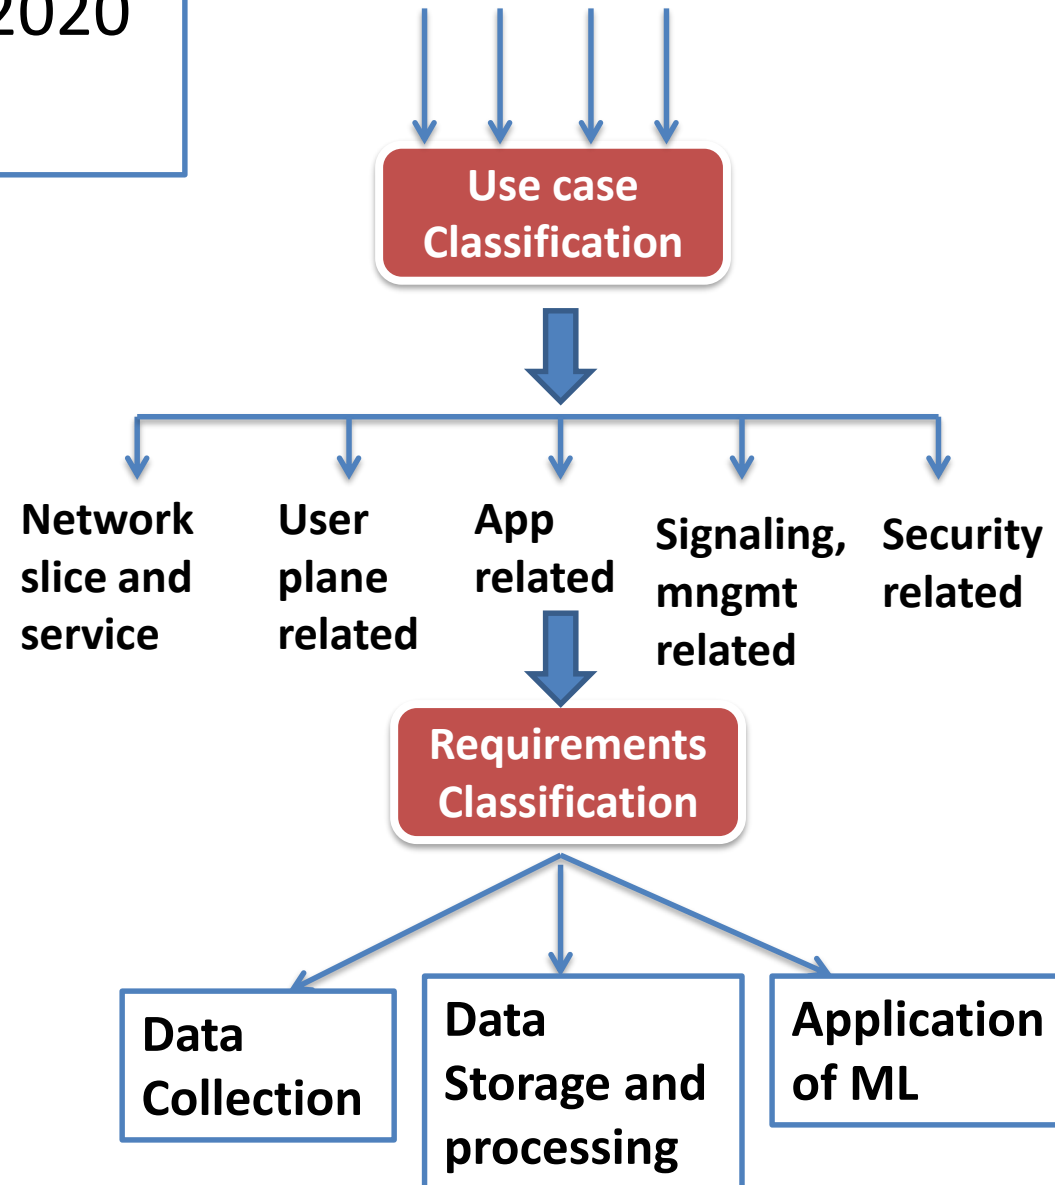 2020
Use case
Classification
Network
slice and
service
User
plane
related
App
related
Signaling,
mngmt
related
Security
related
Requirements
Classification
Data
Collection
Data
Storage and
processing
Application
of ML